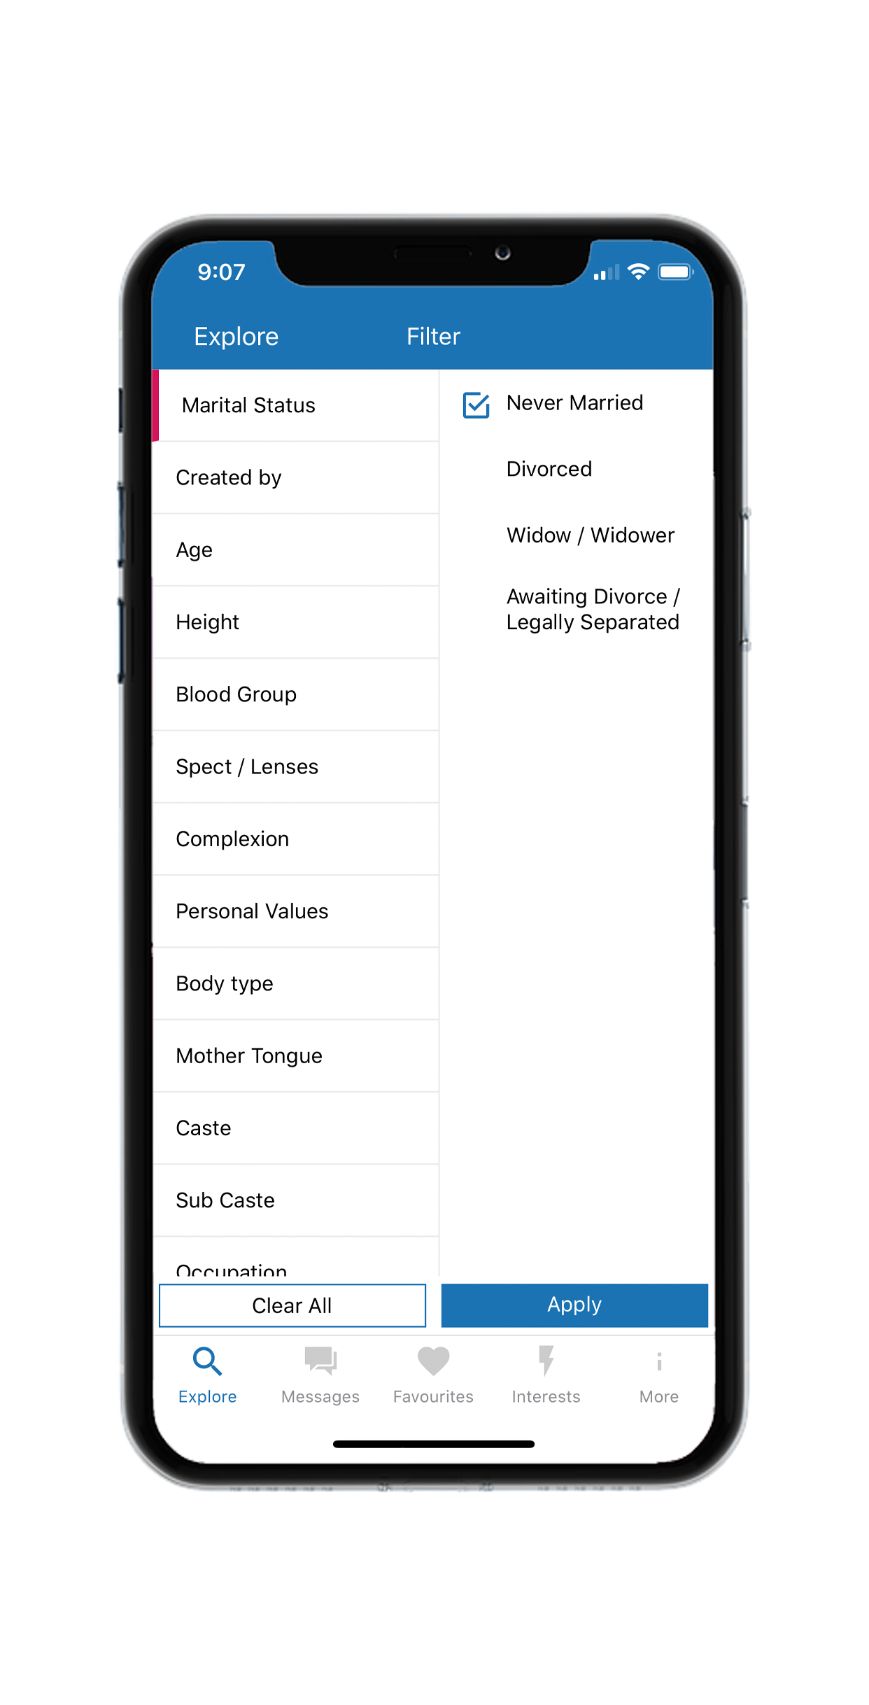 9:07
Explore
Filter
Marital Status
Created by
Age
Height
Blood Group
Spect / Lenses
Complexion
Personal Values
Body type
Mother Tongue
Caste
Sub Caste
Occupation
Never Married
Divorced
Widow / Widower
Awaiting Divorce /
Legally Separated
Clear All
Apply
Explore
Messages
Favourites
Interests
More